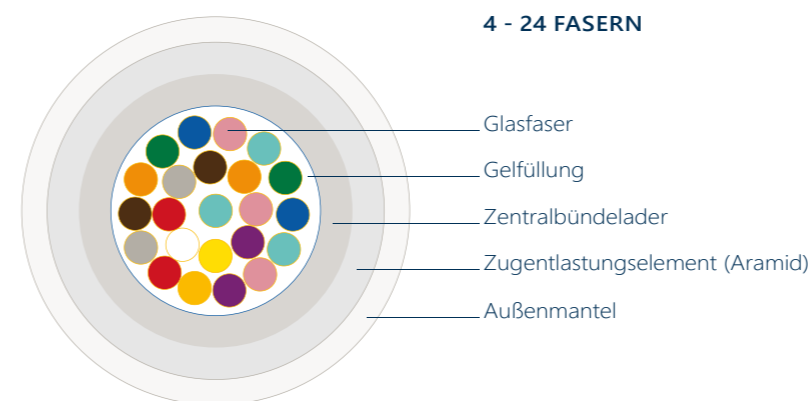 4 - 24 FASERN
Glasfaser
Gelfüllung
Zentralbündelader
Zugentlastungselement (Aramid)
Außenmantel